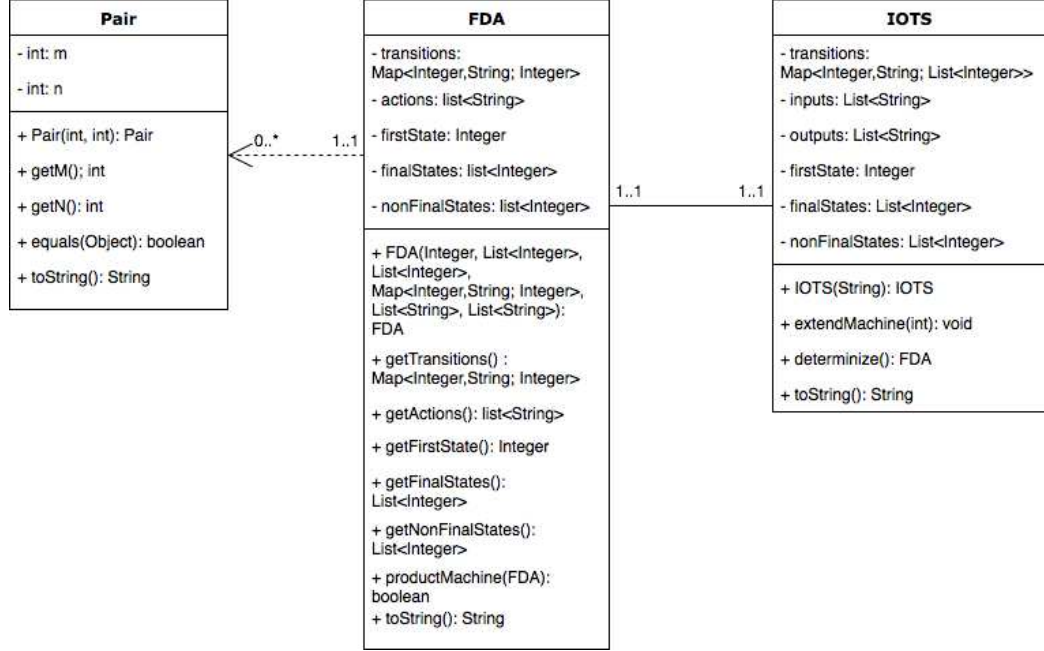 Pair
- int: m
- int: n
+ Pair(int, int): Pair
+ getM(); int
+ getN(): int
+ equals(Object): boolean
+ toString(): String
0..*
1..1
FDA
- transitions:
Map<Integer,String; Integer>
- actions: list<String>
- firstState: Integer
- finalStates: list<Integer>
- nonFinalStates: list<Integer>
+ FDA(Integer, List<Integer>,
List<Integer>,
Map<Integer,String; Integer>,
List<String>, List<String>):
FDA
+ getTransitions() :
Map<Integer,String; Integer>
+ getActions(): list<String>
+ getFirstState(): Integer
+ getFinalStates():
List<Integer>
+ getNonFinalStates():
List<Integer>
+ productMachine(FDA):
boolean
+ toString(): String
1..1
1..1
IOTS
- transitions:
Map<Integer,String; List<Integer>>
- inputs: List<String>
- outputs: List<String>
- firstState: Integer
- finalStates: List<Integer>
- nonFinalStates: List<Integer>
+ IOTS(String): IOTS
+ extendMachine(int): void
+ determinize(): FDA
+ toString(): String